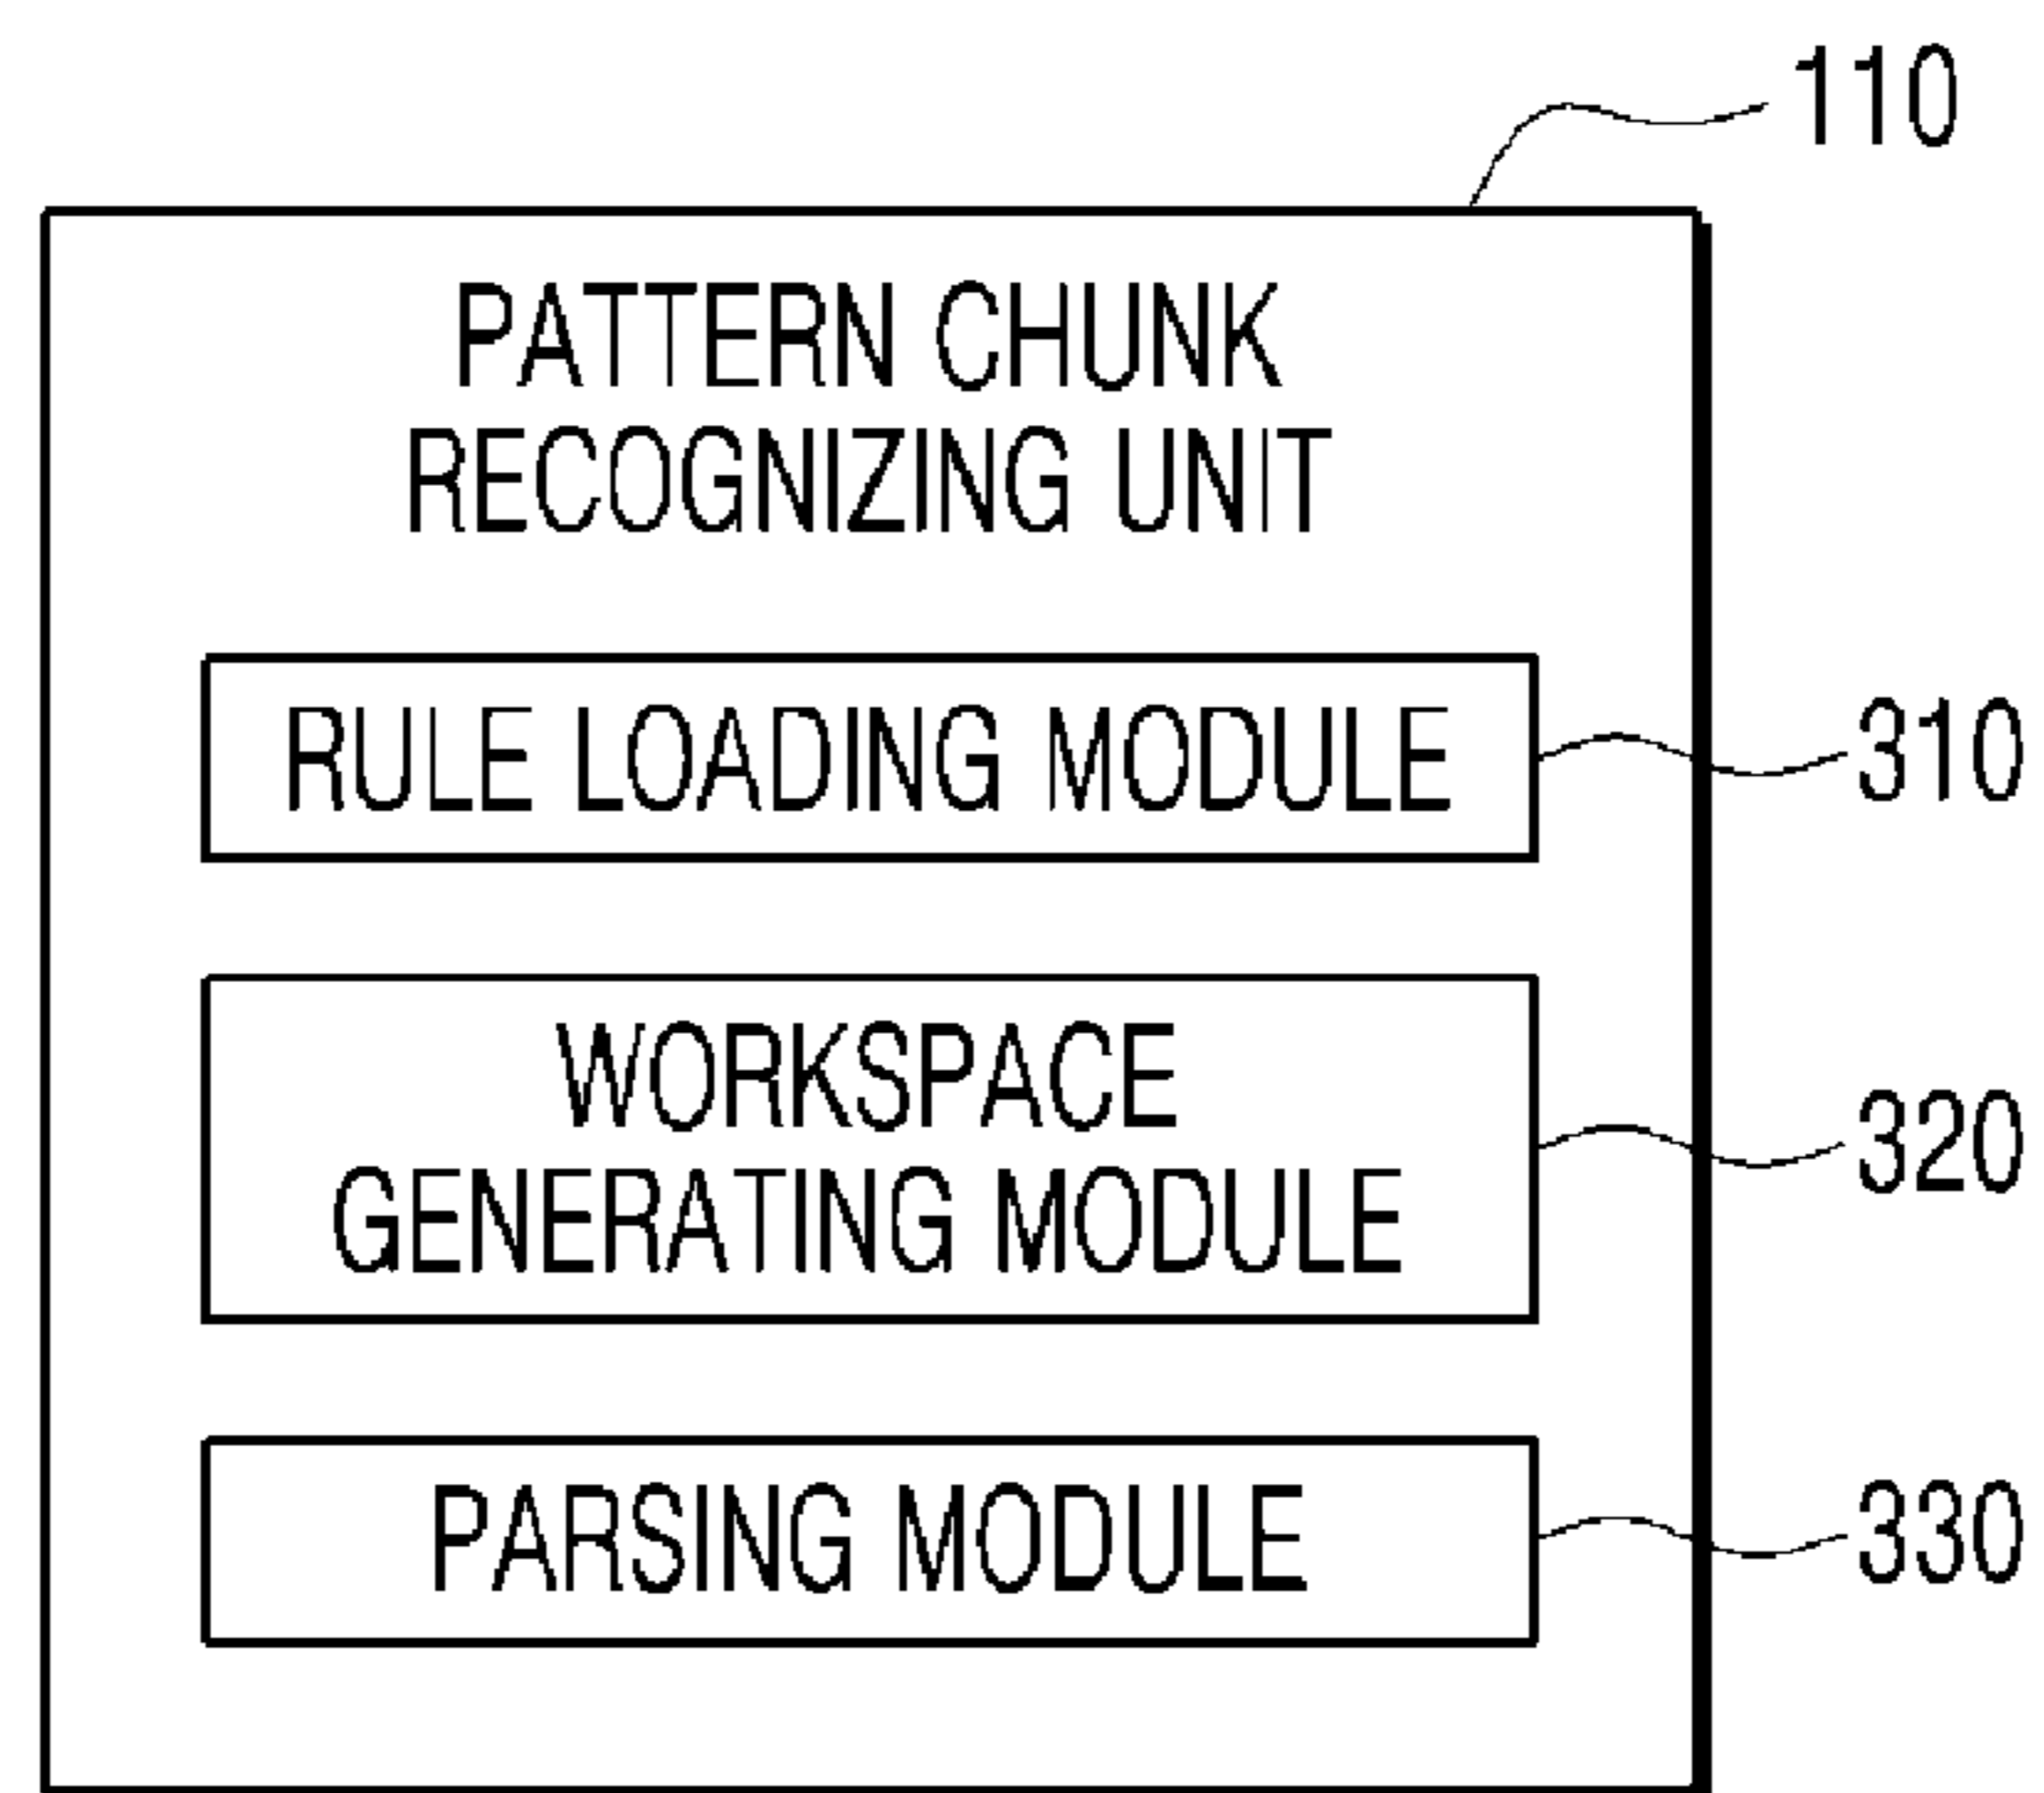 110
PATTERN CHUNK
RECOGNIZING UNIT
RULE LOADING MODULE
310
WORKSPACE
GENERATING MODULE
320
PARSING MODULE
330